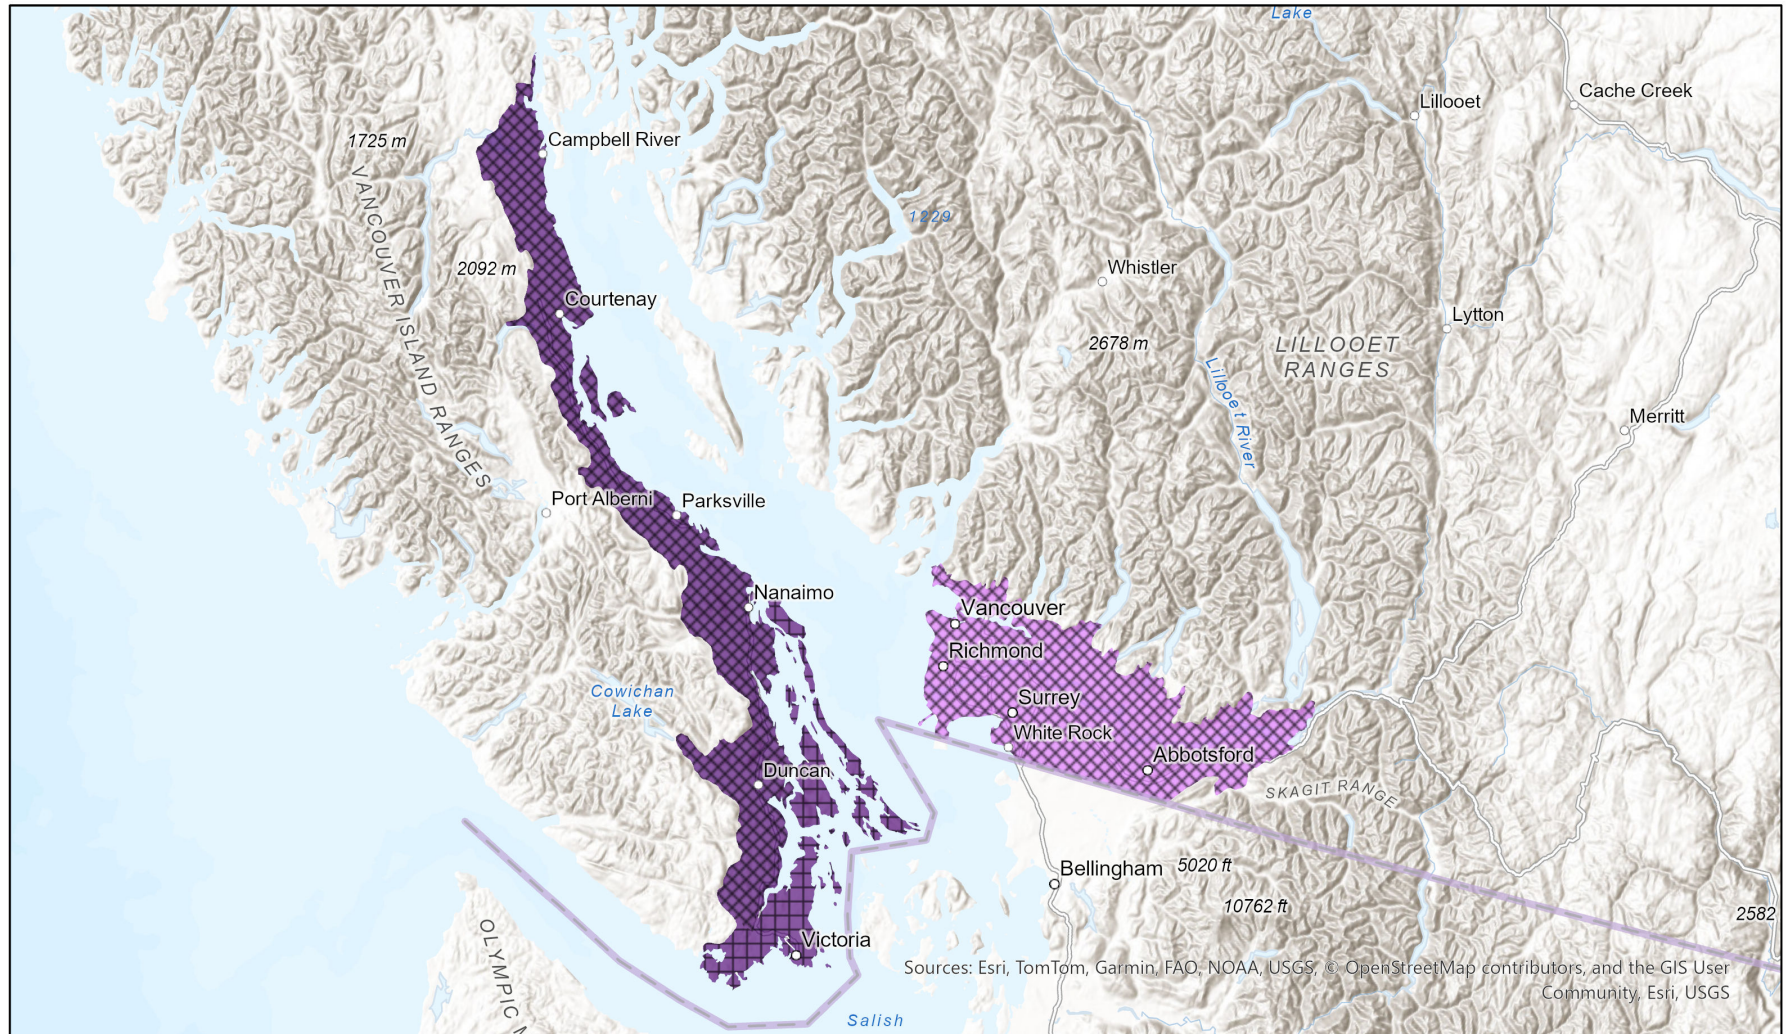 Lake
Cache Creek
Lillooet
Campbell River
1725 m
VANCOUVER ISLAND RANGES
1229
2092 m
Whistler
Courtenay
Lytton
2678 m
LILLOOET
RANGES
Lillooet River
Merritt
Port Alberni
Parksville
Nanaimo
Vancouver
Richmond
Cowichan
Lake
Surrey
White Rock
Abbotsford
Duncan
SKAGIT RANGE
Bellingham
5020 ft
10762 ft
2582
OLYMPIC
Victoria
Sources: Esri, TomTom, Garmin, FAO, NOAA, USGS, © OpenStreetMap contributors, and the GIS User
Community, Esri, USGS
Salish